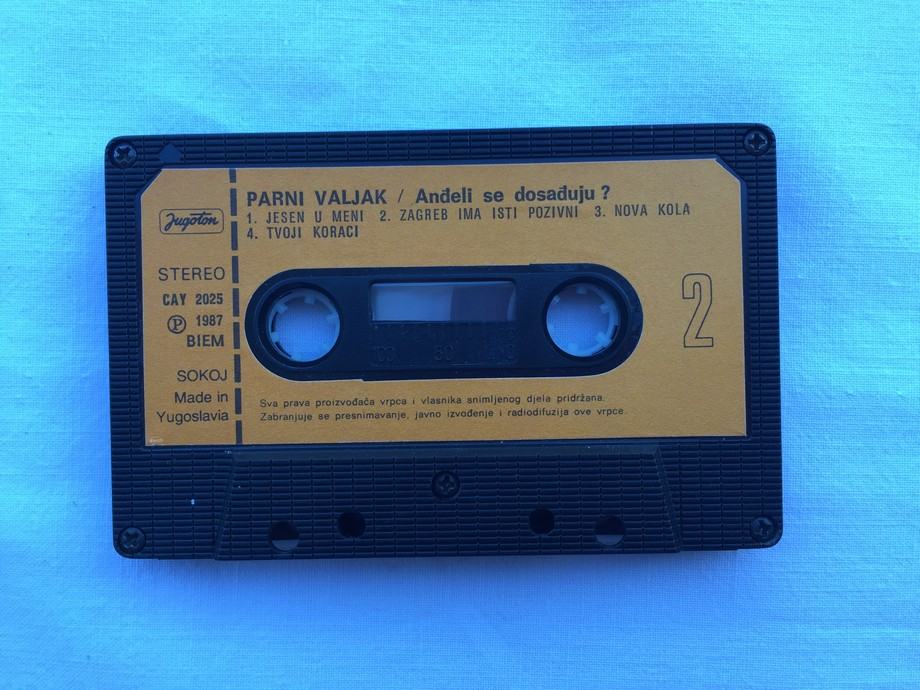 PARNI VALJAK / Anđeli se dosađuju ?
1. JESEN U MENI 2. ZAGREB IMA ISTI POZIVNI 3. NOVA KOLA
4. TVOJI KORACI
Jugoton
STEREO
CAY 2025
℗ 1987
BIEM
SOKOJ
Made in
Yugoslavia
2
100 50
Sva prava proizvođača vrpca i vlasnika snimljenog djela pridržana.
Zabranjuje se presnimavanje, javno izvođenje i radiodifuzija ove vrpce.